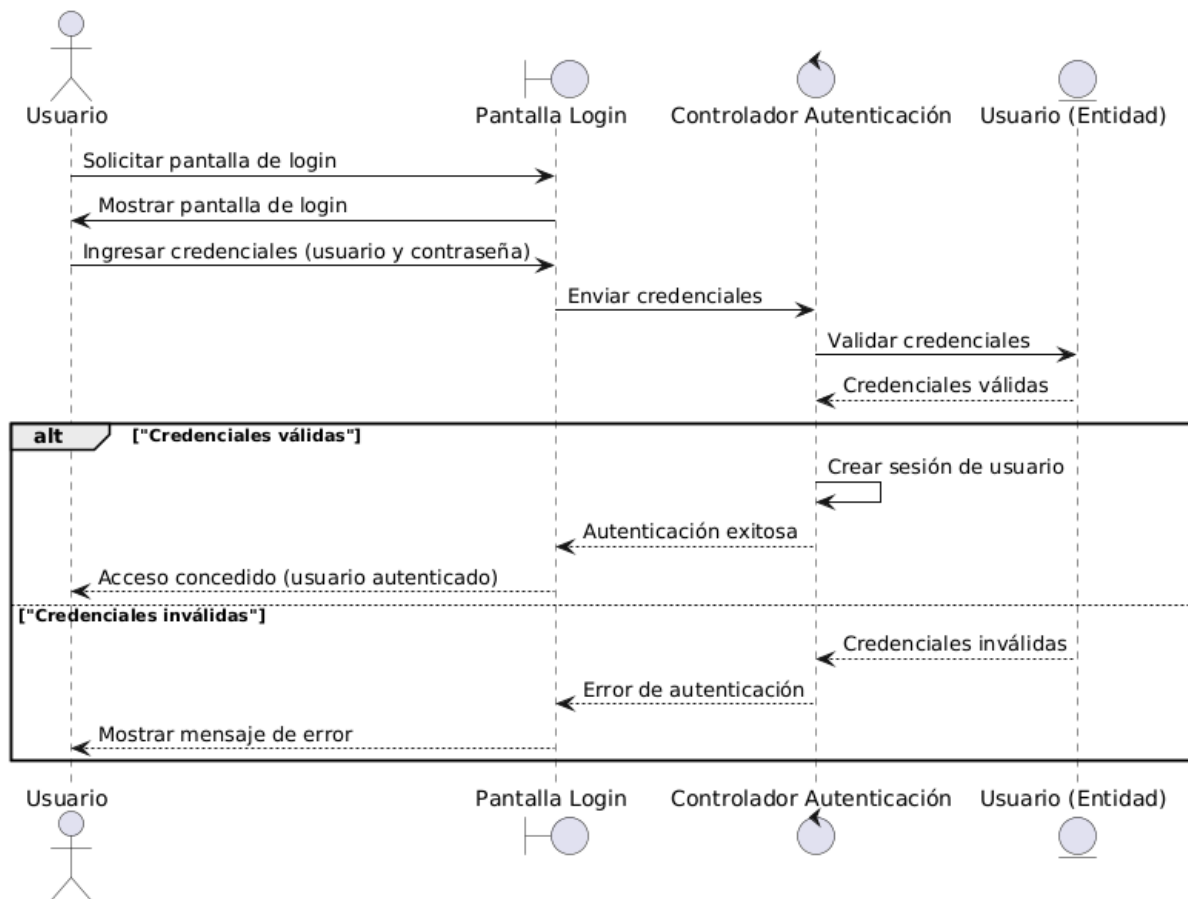 Usuario
Pantalla Login
Controlador Autenticación
Usuario (Entidad)
Solicitar pantalla de login
Mostrar pantalla de login
Ingresar credenciales (usuario y contraseña)
Enviar credenciales
Validar credenciales
Credenciales válidas
alt
["Credenciales válidas"]
Crear sesión de usuario
Autenticación exitosa
Acceso concedido (usuario autenticado)
["Credenciales inválidas"]
Credenciales inválidas
Error de autenticación
Mostrar mensaje de error
Usuario
Pantalla Login
Controlador Autenticación
Usuario (Entidad)